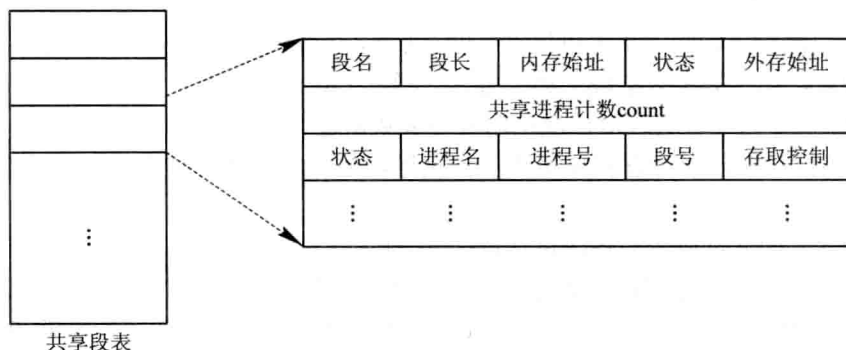 段名 段长 内存始址 状态 外存始址
共享进程计数count
状态 进程名 进程号 段号 存取控制
⋮ ⋮ ⋮ ⋮ ⋮
⋮
共享段表